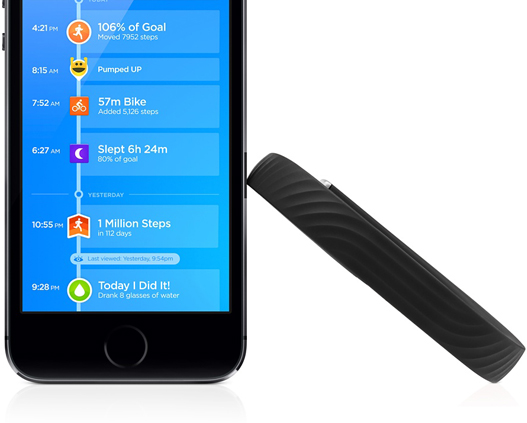 TODAY
4:21 PM
106% of Goal
Moved 7952 steps
8:15 AM
Pumped UP
7:52 AM
57m Bike
Added 5,126 steps
6:27 AM
Slept 6h 24m
80% of goal
YESTERDAY
10:55 PM
1 Million Steps
in 112 days
Last viewed: Yesterday, 9:54pm
9:28 PM
Today I Did It!
Drank 8 glasses of water